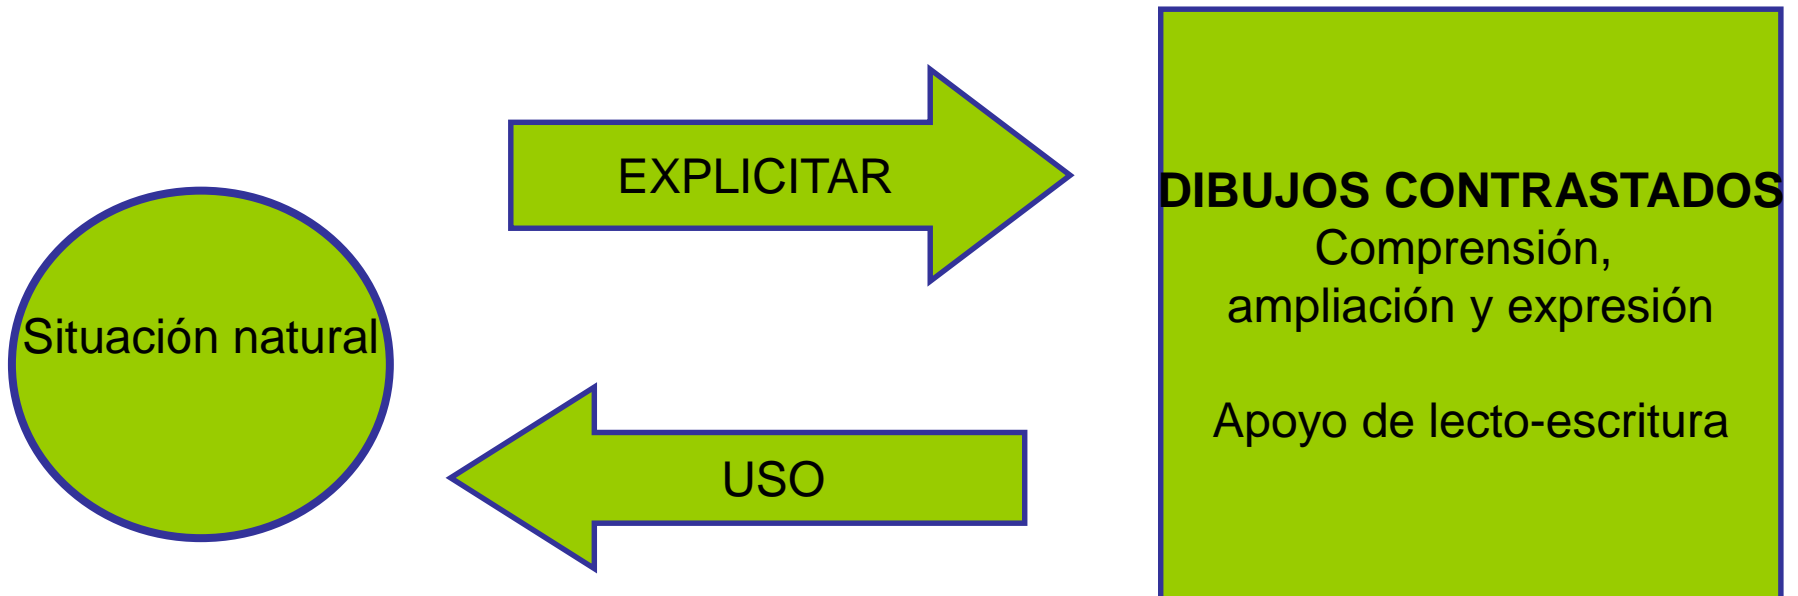 Situación natural
EXPLICITAR
USO
DIBUJOS CONTRASTADOS
Comprensión,
ampliación y expresión
Apoyo de lecto-escritura